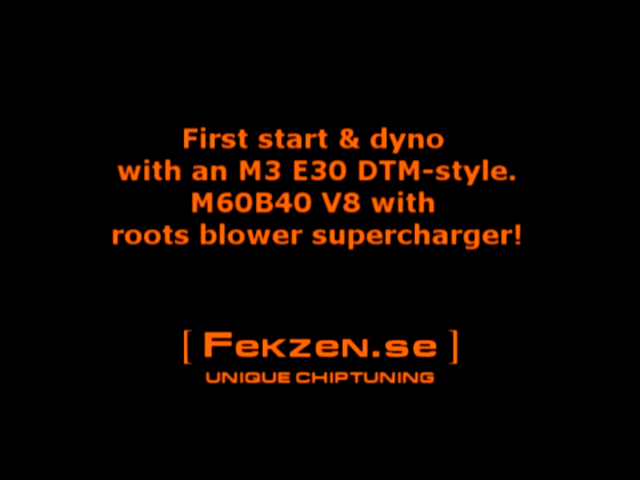 First start & dyno
with an M3 E30 DTM-style.
M60B40 V8 with
roots blower supercharger!
[ Fekzen.se ]
UNIQUE CHIPTUNING